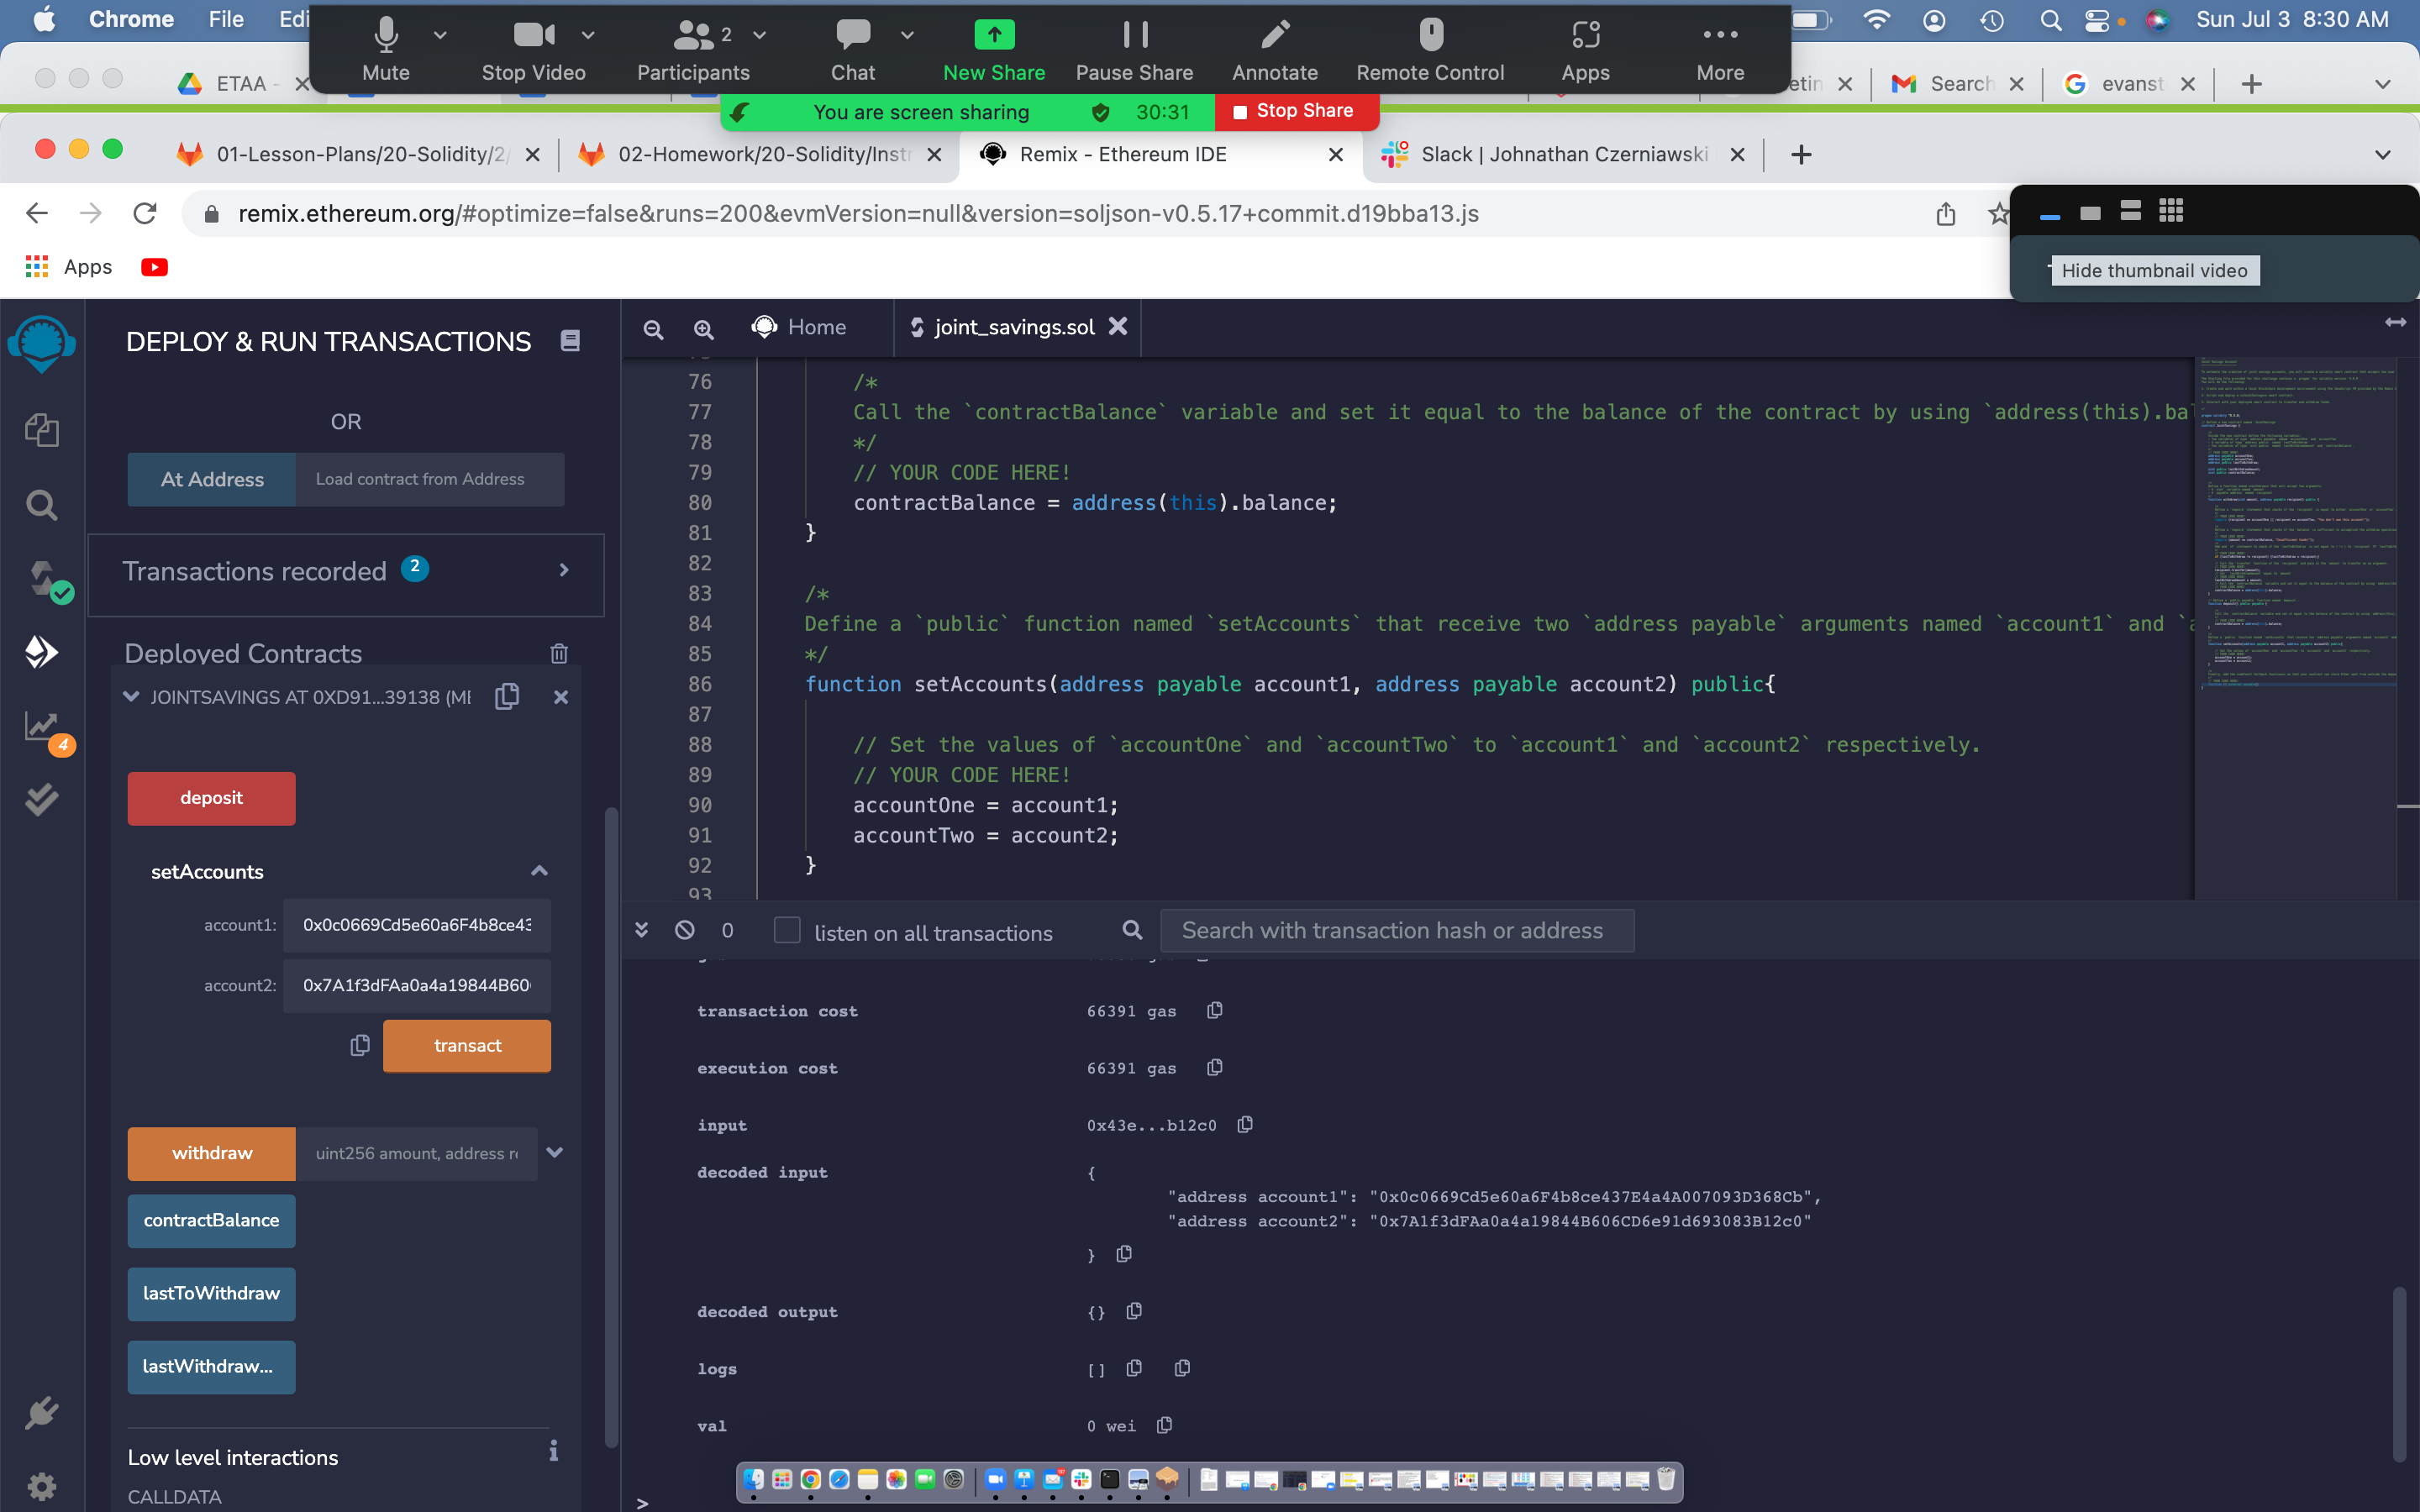 Chrome File Edi
Mute Stop Video Participants 2 Chat New Share Pause Share Annotate Remote Control Apps More
Sun Jul 3 8:30 AM
ETAA -
Search
evanst
You are screen sharing 30:31 Stop Share
01-Lesson-Plans/20-Solidity/2/
02-Homework/20-Solidity/Instr
Remix - Ethereum IDE
Slack | Johnathan Czerniawski
remix.ethereum.org/#optimize=false&runs=200&evmVersion=null&version=soljson-v0.5.17+commit.d19bba13.js
Apps
Hide thumbnail video
DEPLOY & RUN TRANSACTIONS
OR
At Address Load contract from Address
Transactions recorded 2
Deployed Contracts
JOINTSAVINGS AT 0XD91...39138 (ME
4
deposit
setAccounts
account1: 0x0c0669Cd5e60a6F4b8ce43
account2: 0x7A1f3dFAa0a4a19844B60
transact
withdraw uint256 amount, address re
contractBalance
lastToWithdraw
lastWithdraw...
Low level interactions
CALLDATA
Home joint_savings.sol
76 /*
77 Call the `contractBalance` variable and set it equal to the balance of the contract by using `address(this).bal
78 */
79 // YOUR CODE HERE!
80 contractBalance = address(this).balance;
81 }
82
83 /*
84 Define a `public` function named `setAccounts` that receive two `address payable` arguments named `account1` and `a
85 */
86 function setAccounts(address payable account1, address payable account2) public{
87
88 // Set the values of `accountOne` and `accountTwo` to `account1` and `account2` respectively.
89 // YOUR CODE HERE!
90 accountOne = account1;
91 accountTwo = account2;
92 }
93
0 listen on all transactions Search with transaction hash or address
transaction cost 66391 gas
execution cost 66391 gas
input 0x43e...b12c0
decoded input {
"address account1": "0x0c0669Cd5e60a6F4b8ce437E4a4A007093D368Cb",
"address account2": "0x7A1f3dFAa0a4a19844B606CD6e91d693083B12c0"
}
decoded output {}
logs []
val 0 wei
>